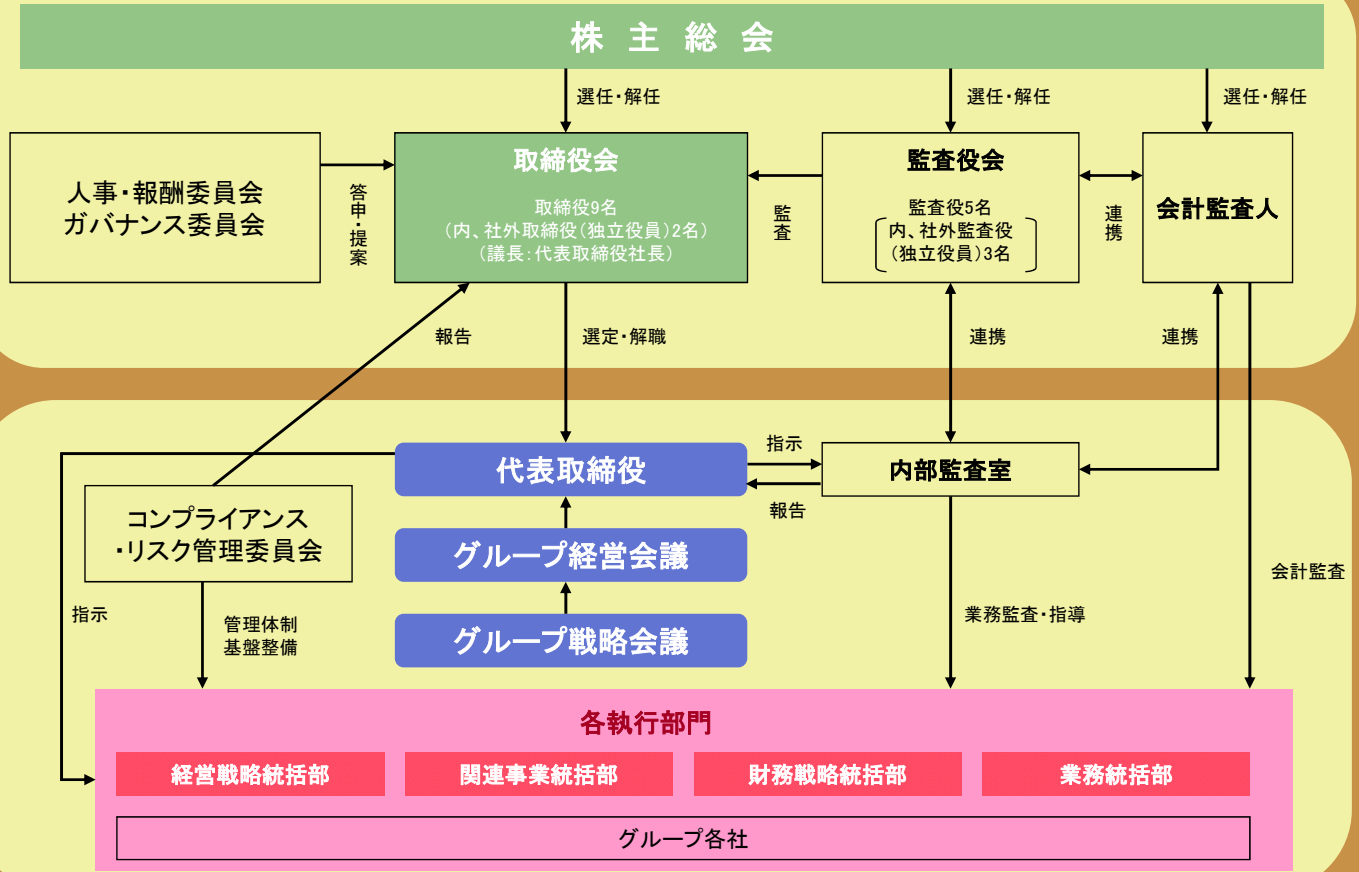 株主総会
選任・解任
選任・解任
選任・解任
人事・報酬委員会
ガバナンス委員会
答申・提案
取締役会
取締役9名
(内、社外取締役(独立役員)2名)
(議長:代表取締役社長)
監査
監査役会
監査役5名
内、社外監査役
(独立役員)3名
連携
会計監査人
報告
選定・解職
連携
連携
代表取締役
指示
報告
内部監査室
コンプライアンス
・リスク管理委員会
グループ経営会議
グループ戦略会議
指示
管理体制
基盤整備
業務監査・指導
会計監査
各執行部門
経営戦略統括部
関連事業統括部
財務戦略統括部
業務統括部
グループ各社